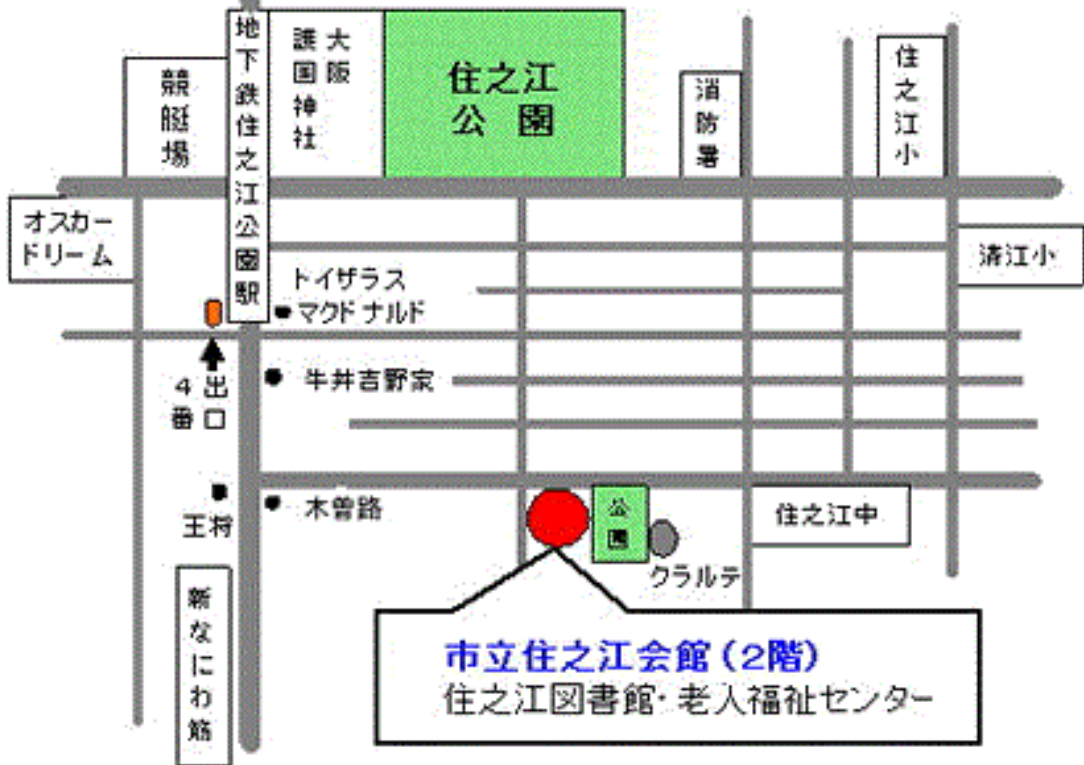 地下鉄住之江公園駅
大阪
護国神社
住之江
公園
競艇場
消防署
住之江小
オスカー
ドリーム
清江小
トイザラス
マクドナルド
4番
出口
牛井吉野家
王将
木曽路
公園
住之江中
クラルテ
新なにわ筋
市立住之江会館(2階)
住之江図書館・老人福祉センター